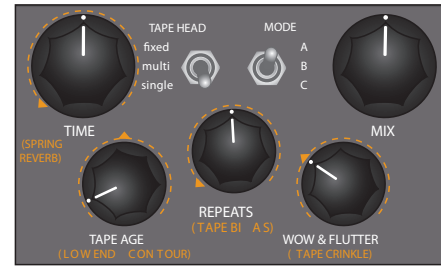 TAPE HEAD
MODE
fixed
multi
single
A
B
C
TIME
MIX
(SPRING
REVERB)
REPEATS
(TAPE BI AS)
TAPE AGE
(LOW END CON TOUR)
WOW & FLUTTER
( TAPE CRINKLE)